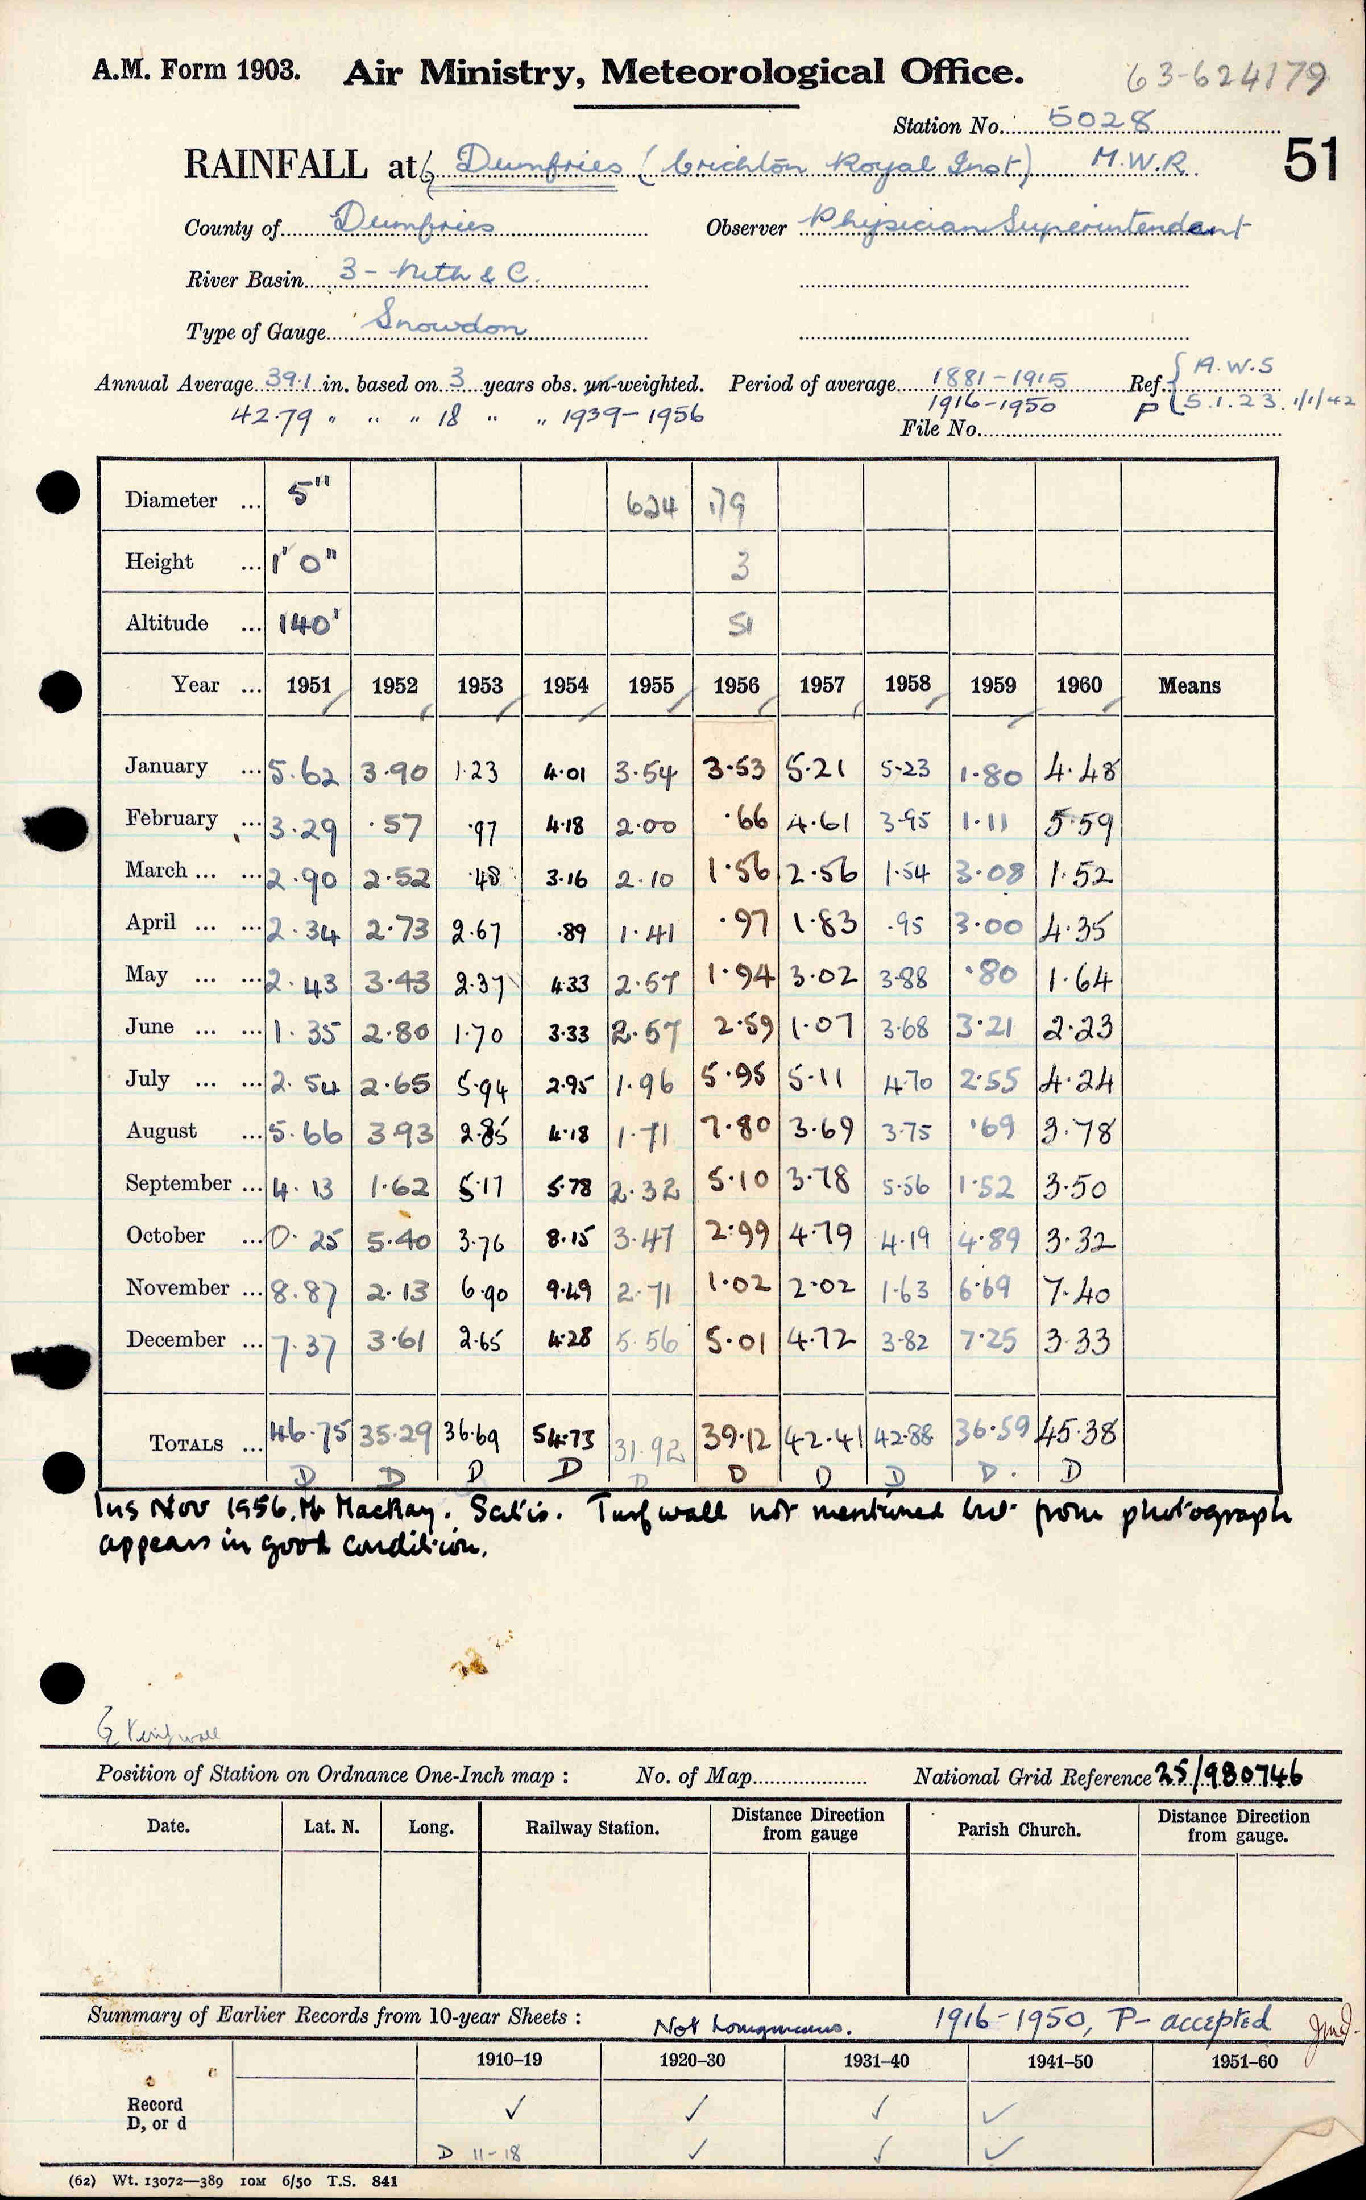 A.M. Form 1903. Air Ministry, Meteorological Office. 63-624179
Station No. 5028
RAINFALL at Dumfries (Crichton Royal Inst) M.W.R. 51
County of Dumfries Observer Physician Superintendent
River Basin 3 - Nith & C.
Type of Gauge Snowdon
Annual Average 39.1 in. based on 3 years obs. un-weighted. Period of average 1881-1915 Ref. { A.W.S
42.79 " " " 18 " " 1939-1956 1916-1950 P 5.1.23. 1/1/42
File No.
Diameter ... 5" 624 179
Height ... 1' 0" 3
Altitude ... 140' 51
Year ... 1951 1952 1953 1954 1955 1956 1957 1958 1959 1960 Means
January ... 5.62 3.90 1.23 4.01 3.54 3.53 5.21 5.23 1.80 4.48
February ... 3.29 .57 .97 4.18 2.00 .66 4.61 3.95 1.11 5.59
March ... ... 2.90 2.52 .48 3.16 2.10 1.56 2.56 1.54 3.08 1.52
April ... ... 2.34 2.73 2.67 .89 1.41 .97 1.83 .95 3.00 4.35
May ... ... 2.43 3.43 2.37 4.33 2.57 1.94 3.02 3.88 .80 1.64
June ... ... 1.35 2.80 1.70 3.33 2.57 2.59 1.07 3.68 3.21 2.23
July ... ... 2.54 2.65 5.94 2.95 1.96 5.95 5.11 4.70 2.55 4.24
August ... 5.66 3.93 2.85 4.18 1.71 7.80 3.69 3.75 .69 3.78
September ... 4.13 1.62 5.17 5.78 2.32 5.10 3.78 5.56 1.52 3.50
October ... 0.25 5.40 3.76 8.15 3.47 2.99 4.79 4.19 4.89 3.32
November ... 8.87 2.13 6.90 9.49 2.71 1.02 2.02 1.63 6.69 7.40
December ... 7.37 3.61 2.65 4.28 5.56 5.01 4.72 3.82 7.25 3.33
TOTALS ... 46.75 35.29 36.69 54.73 31.92 39.12 42.41 42.88 36.59 45.38
D D D D D D D D D. D
Ins Nov 1956. Mr MacKay. Satis. Turf wall not mentioned but from photograph
appears in good condition.
Turf wall
Position of Station on Ordnance One-Inch map : No. of Map National Grid Reference 25/980746
Date. Lat. N. Long. Railway Station. Distance Direction from gauge Parish Church. Distance Direction from gauge.
Summary of Earlier Records from 10-year Sheets : Not homogeneous. 1916-1950, P- accepted
1910–19 1920–30 1931–40 1941–50 1951–60
Record ✓ ✓ ✓ ✓
D, or d
D 11-18 ✓ ✓ ✓
(62) Wt. 13072—389 10M 6/50 T.S. 841